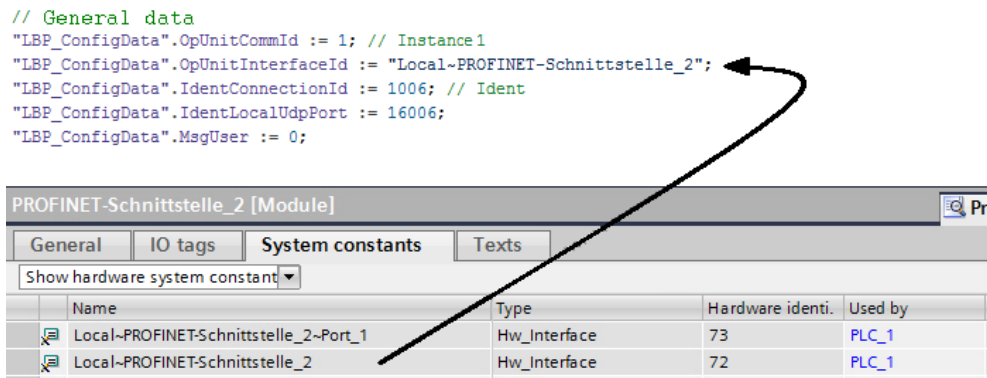 // General data
"LBP_ConfigData".OpUnitCommId := 1; // Instance1
"LBP_ConfigData".OpUnitInterfaceId := "Local~PROFINET-Schnittstelle_2";
"LBP_ConfigData".IdentConnectionId := 1006; // Ident
"LBP_ConfigData".IdentLocalUdpPort := 16006;
"LBP_ConfigData".MsgUser := 0;
PROFINET-Schnittstelle_2 [Module] Pr
General IO tags System constants Texts
Show hardware system constant
Name Type Hardware identi. Used by
Local~PROFINET-Schnittstelle_2~Port_1 Hw_Interface 73 PLC_1
Local~PROFINET-Schnittstelle_2 Hw_Interface 72 PLC_1